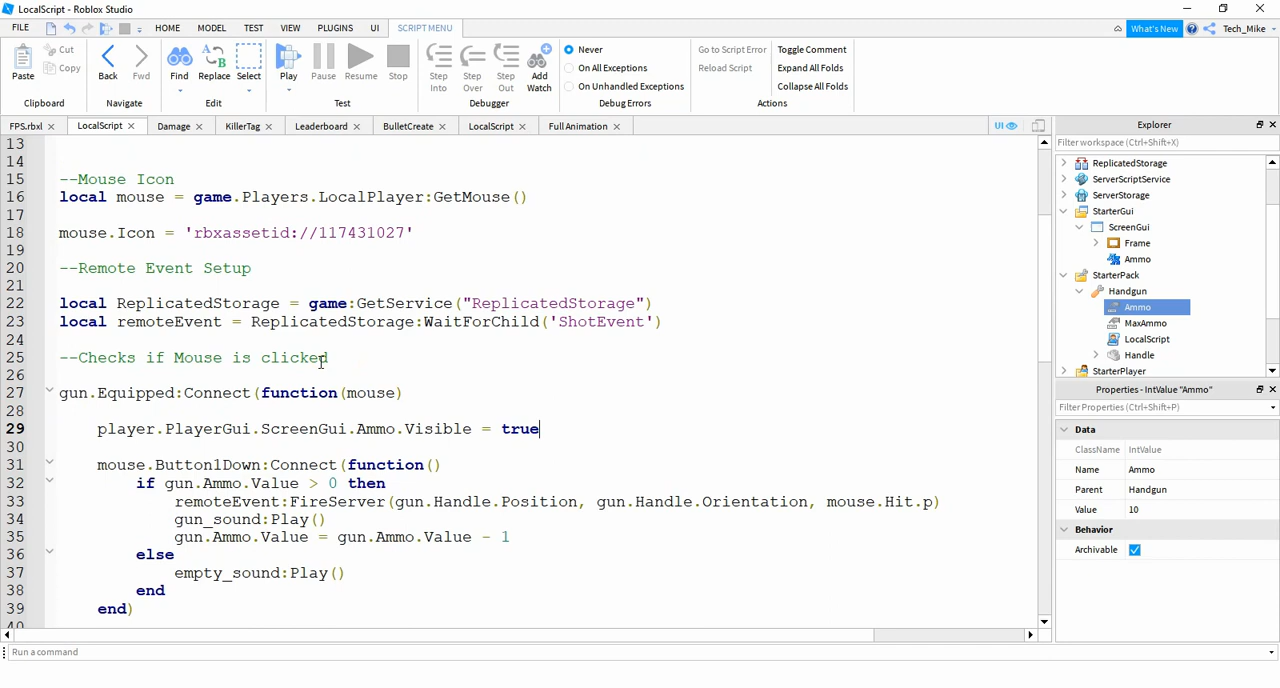 LocalScript - Roblox Studio
FILE HOME MODEL TEST VIEW PLUGINS UI SCRIPT MENU What's New Tech_Mike
Paste Cut Copy Back Fwd Find Replace Select Play Pause Resume Stop Step Into Step Over Step Out Add Watch
Never
On All Exceptions
On Unhandled Exceptions
Go to Script Error
Reload Script
Toggle Comment
Expand All Folds
Collapse All Folds
Clipboard Navigate Edit Test Debugger Debug Errors Actions
FPS.rbxl LocalScript Damage KillerTag Leaderboard BulletCreate LocalScript Full Animation UI
13
14
15 --Mouse Icon
16 local mouse = game.Players.LocalPlayer:GetMouse()
17
18 mouse.Icon = 'rbxassetid://117431027'
19
20 --Remote Event Setup
21
22 local ReplicatedStorage = game:GetService("ReplicatedStorage")
23 local remoteEvent = ReplicatedStorage:WaitForChild('ShotEvent')
24
25 --Checks if Mouse is clicked
26
27 gun.Equipped:Connect(function(mouse)
28
29 player.PlayerGui.ScreenGui.Ammo.Visible = true
30
31 mouse.Button1Down:Connect(function()
32 if gun.Ammo.Value > 0 then
33 remoteEvent:FireServer(gun.Handle.Position, gun.Handle.Orientation, mouse.Hit.p)
34 gun_sound:Play()
35 gun.Ammo.Value = gun.Ammo.Value - 1
36 else
37 empty_sound:Play()
38 end
39 end)
40
Run a command
Explorer
Filter workspace (Ctrl+Shift+X)
ReplicatedStorage
ServerScriptService
ServerStorage
StarterGui
ScreenGui
Frame
Ammo
StarterPack
Handgun
Ammo
MaxAmmo
LocalScript
Handle
StarterPlayer
Properties - IntValue "Ammo"
Filter Properties (Ctrl+Shift+P)
Data
ClassName IntValue
Name Ammo
Parent Handgun
Value 10
Behavior
Archivable